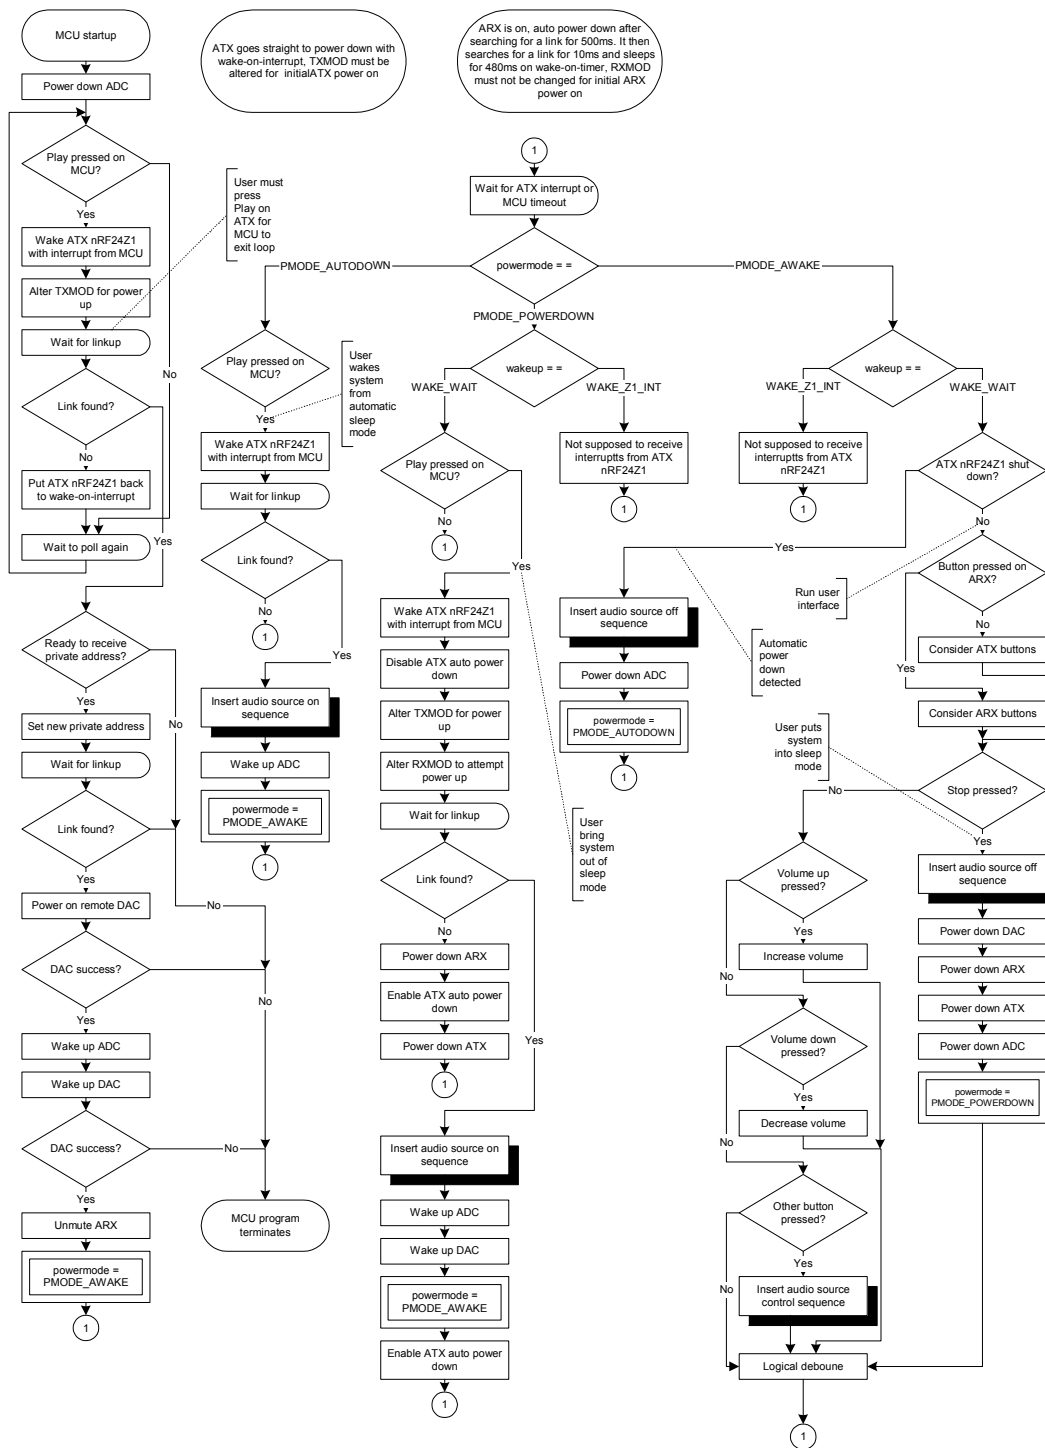 MCU startup
Power down ADC
Play pressed on
MCU?
Yes
No
Wake ATX nRF24Z1
with interrupt from MCU
Alter TXMOD for power
up
Wait for linkup
Link found?
No
Yes
Put ATX nRF24Z1 back
to wake-on-interrupt
Wait to poll again
Ready to receive
private address?
Yes
No
Set new private address
Wait for linkup
Link found?
Yes
No
Power on remote DAC
DAC success?
Yes
No
Wake up ADC
Wake up DAC
DAC success?
No
Yes
Unmute ARX
powermode =
PMODE_AWAKE
1
MCU program
terminates
ATX goes straight to power down with
wake-on-interrupt, TXMOD must be
altered for initialATX power on
ARX is on, auto power down after
searching for a link for 500ms. It then
searches for a link for 10ms and sleeps
for 480ms on wake-on-timer, RXMOD
must not be changed for initial ARX
power on
User must
press
Play on
ATX for
MCU to
exit loop
1
Wait for ATX interrupt or
MCU timeout
powermode = =
PMODE_AUTODOWN
PMODE_AWAKE
PMODE_POWERDOWN
Play pressed on
MCU?
Yes
User
wakes
system
from
automatic
sleep
mode
Wake ATX nRF24Z1
with interrupt from MCU
Wait for linkup
Link found?
No
1
Yes
Insert audio source on
sequence
Wake up ADC
powermode =
PMODE_AWAKE
1
wakeup = =
WAKE_WAIT
WAKE_Z1_INT
Play pressed on
MCU?
No
1
Yes
Not supposed to receive
interruptts from ATX
nRF24Z1
1
Wake ATX nRF24Z1
with interrupt from MCU
Disable ATX auto power
down
Alter TXMOD for power
up
Alter RXMOD to attempt
power up
Wait for linkup
User
bring
system
out of
sleep
mode
Link found?
No
Yes
Power down ARX
Enable ATX auto power
down
Power down ATX
1
Insert audio source on
sequence
Wake up ADC
Wake up DAC
powermode =
PMODE_AWAKE
Enable ATX auto power
down
1
wakeup = =
WAKE_Z1_INT
WAKE_WAIT
Not supposed to receive
interruptts from ATX
nRF24Z1
1
ATX nRF24Z1 shut
down?
Yes
No
Insert audio source off
sequence
Power down ADC
powermode =
PMODE_AUTODOWN
1
Automatic
power
down
detected
Run user
interface
Button pressed on
ARX?
No
Yes
Consider ATX buttons
Consider ARX buttons
User puts
system
into sleep
mode
Stop pressed?
No
Yes
Insert audio source off
sequence
Power down DAC
Power down ARX
Power down ATX
Power down ADC
powermode =
PMODE_POWERDOWN
Volume up
pressed?
Yes
No
Increase volume
Volume down
pressed?
Yes
No
Decrease volume
Other button
pressed?
Yes
No
Insert audio source
control sequence
Logical deboune
1